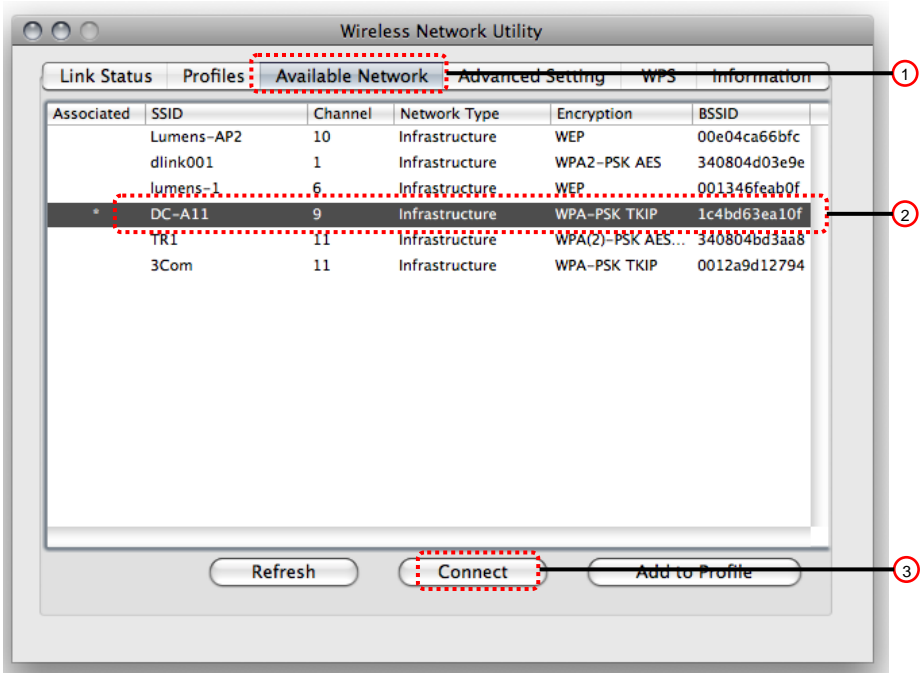 Wireless Network Utility
Link Status Profiles Available Network Advanced Setting WPS Information
1
Associated SSID Channel Network Type Encryption BSSID
Lumens-AP2 10 Infrastructure WEP 00e04ca66bfc
dlink001 1 Infrastructure WPA2-PSK AES 340804d03e9e
lumens-1 6 Infrastructure WEP 001346feab0f
* DC-A11 9 Infrastructure WPA-PSK TKIP 1c4bd63ea10f
2
TR1 11 Infrastructure WPA(2)-PSK AES... 340804bd3aa8
3Com 11 Infrastructure WPA-PSK TKIP 0012a9d12794
Refresh Connect Add to Profile
3